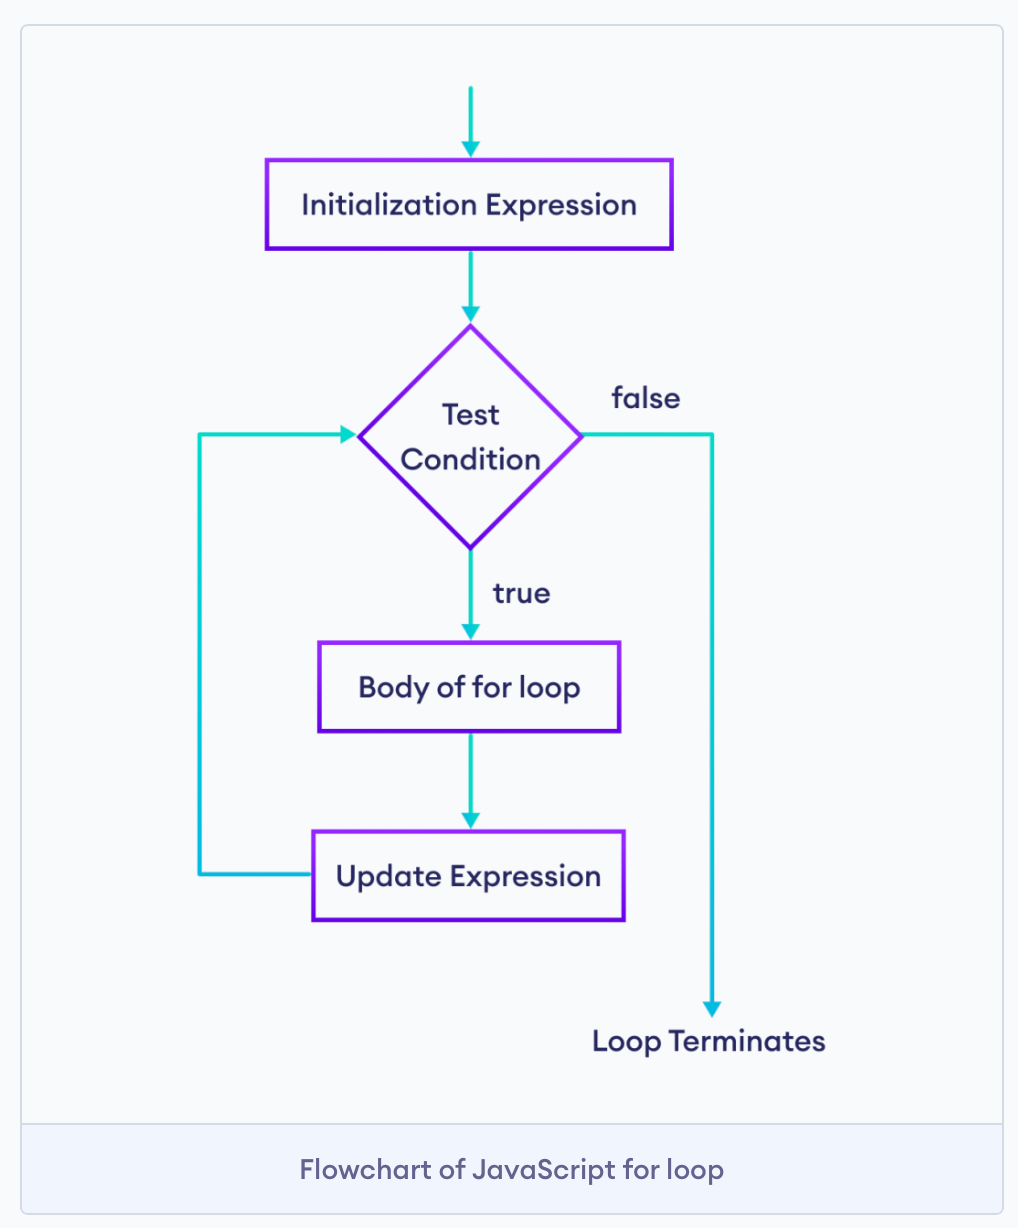 Initialization Expression
Test
Condition
false
true
Body of for loop
Update Expression
Loop Terminates
Flowchart of JavaScript for loop